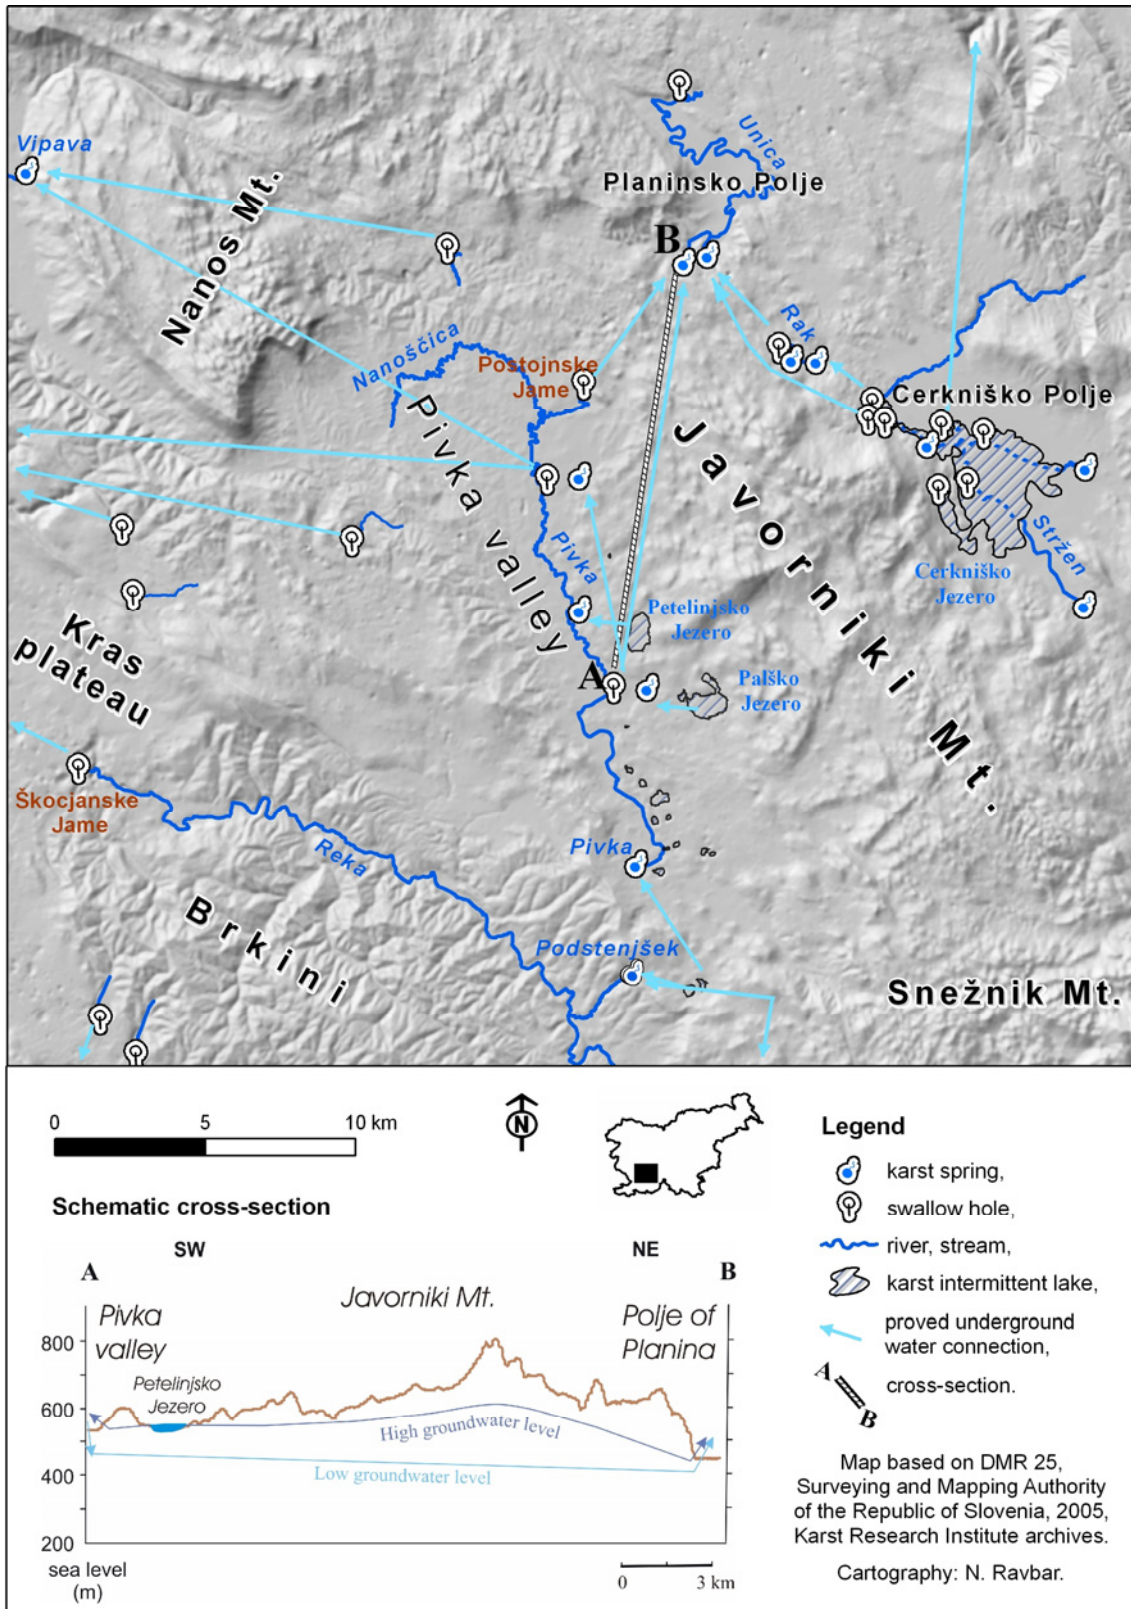 Vipava
Nanos Mt.
Unica
Planinsko Polje
B
Rak
Nanoščica
Postojnske
Jame
Cerkniško Polje
Pivka valley
Javorniki Mt.
Stržen
Cerkniško
Jezero
Pivka
Petelinjsko
Jezero
Kras
plateau
A
Palško
Jezero
Škocjanske
Jame
Reka
Pivka
Brkini
Podstenjšek
Snežnik Mt.
0 5 10 km
N
Legend
karst spring,
swallow hole,
river, stream,
karst intermittent lake,
proved underground
water connection,
A
B
cross-section.
Schematic cross-section
SW NE
A B
Pivka
valley
Javorniki Mt.
Polje of
Planina
Petelinjsko
Jezero
High groundwater level
Low groundwater level
800
600
400
200
sea level
(m)
0 3 km
Map based on DMR 25,
Surveying and Mapping Authority
of the Republic of Slovenia, 2005,
Karst Research Institute archives.
Cartography: N. Ravbar.